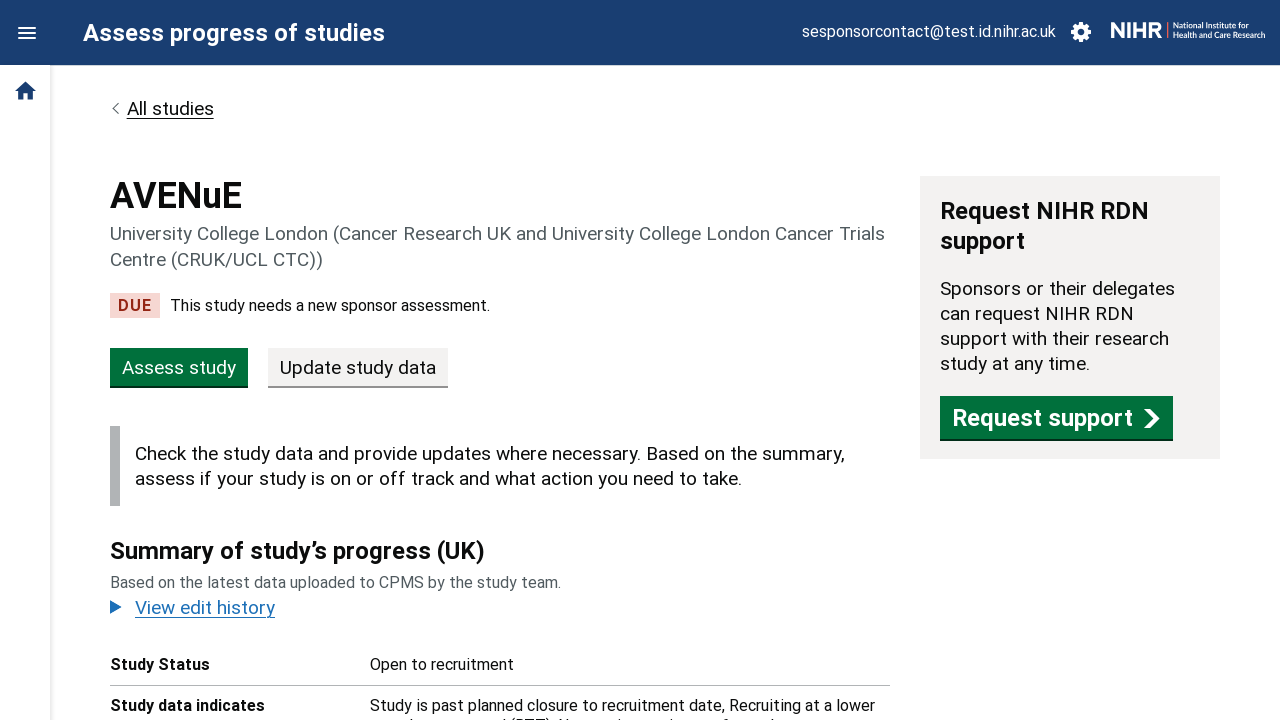 Assess progress of studies
sesponsorcontact@test.id.nihr.ac.uk
NIHR
National Institute for
Health and Care Research
All studies
AVENuE
University College London (Cancer Research UK and University College London Cancer Trials
Centre (CRUK/UCL CTC))
DUE This study needs a new sponsor assessment.
Assess study
Update study data
Check the study data and provide updates where necessary. Based on the summary,
assess if your study is on or off track and what action you need to take.
Summary of study’s progress (UK)
Based on the latest data uploaded to CPMS by the study team.
View edit history
Study Status Open to recruitment
Study data indicates Study is past planned closure to recruitment date, Recruiting at a lower
Request NIHR RDN
support
Sponsors or their delegates
can request NIHR RDN
support with their research
study at any time.
Request support